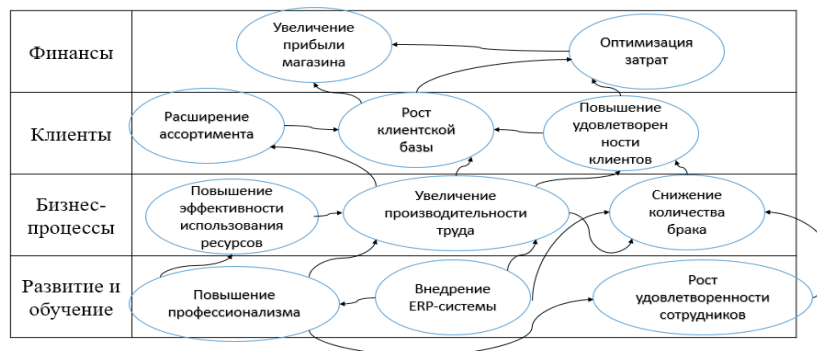 Финансы
Увеличение
прибыли
магазина
Оптимизация
затрат
Клиенты
Расширение
ассортимента
Рост
клиентской
базы
Повышение
удовлетворен
ности
клиентов
Бизнес-
процессы
Повышение
эффективности
использования
ресурсов
Увеличение
производительности
труда
Снижение
количества
брака
Развитие и
обучение
Повышение
профессионализма
Внедрение
ERP-системы
Рост
удовлетворенности
сотрудников